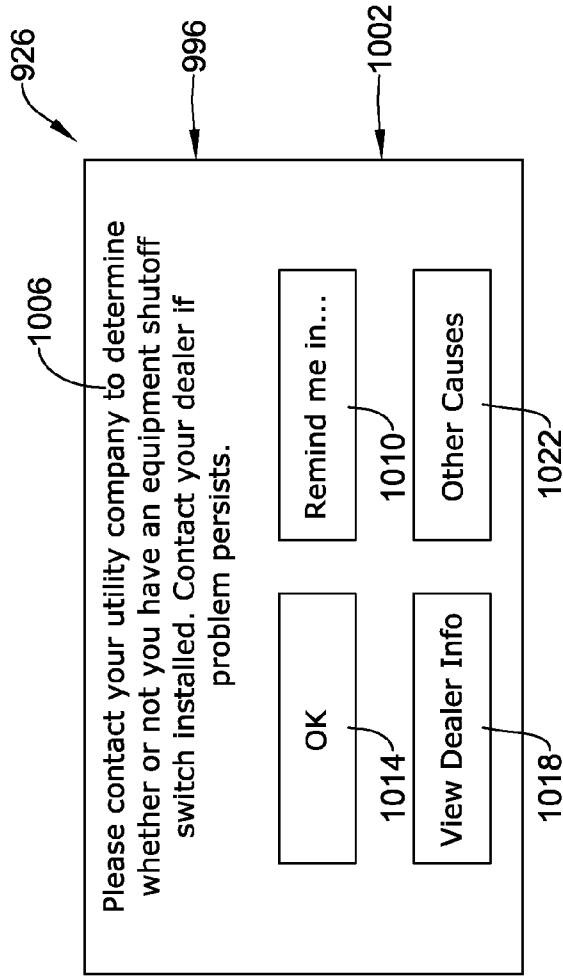 926
996
1002
1006
Please contact your utility company to determine
whether or not you have an equipment shutoff
switch installed. Contact your dealer if
problem persists.
OK
Remind me in...
1014
1010
View Dealer Info
Other Causes
1018
1022